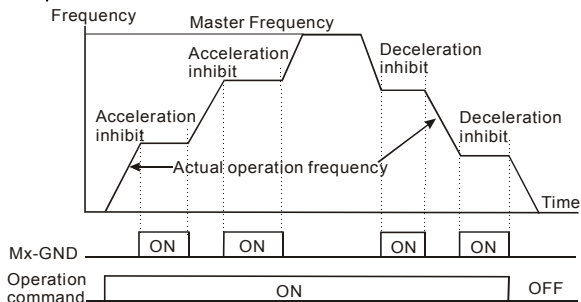 Frequency
Master Frequency
Acceleration
inhibit
Deceleration
inhibit
Acceleration
inhibit
Deceleration
inhibit
Actual operation frequency
Time
Mx-GND
ON
ON
ON
ON
Operation
command
ON
OFF